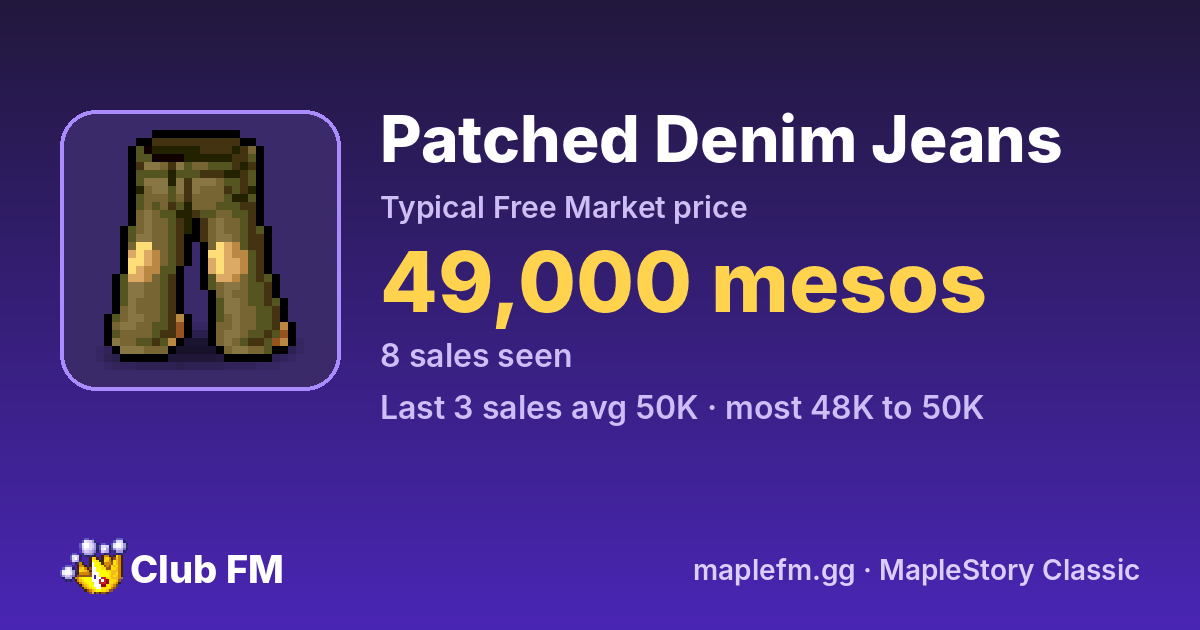 Patched Denim Jeans
Typical Free Market price
49,000 mesos
8 sales seen
Last 3 sales avg 50K · most 48K to 50K
Club FM
maplefm.gg · MapleStory Classic